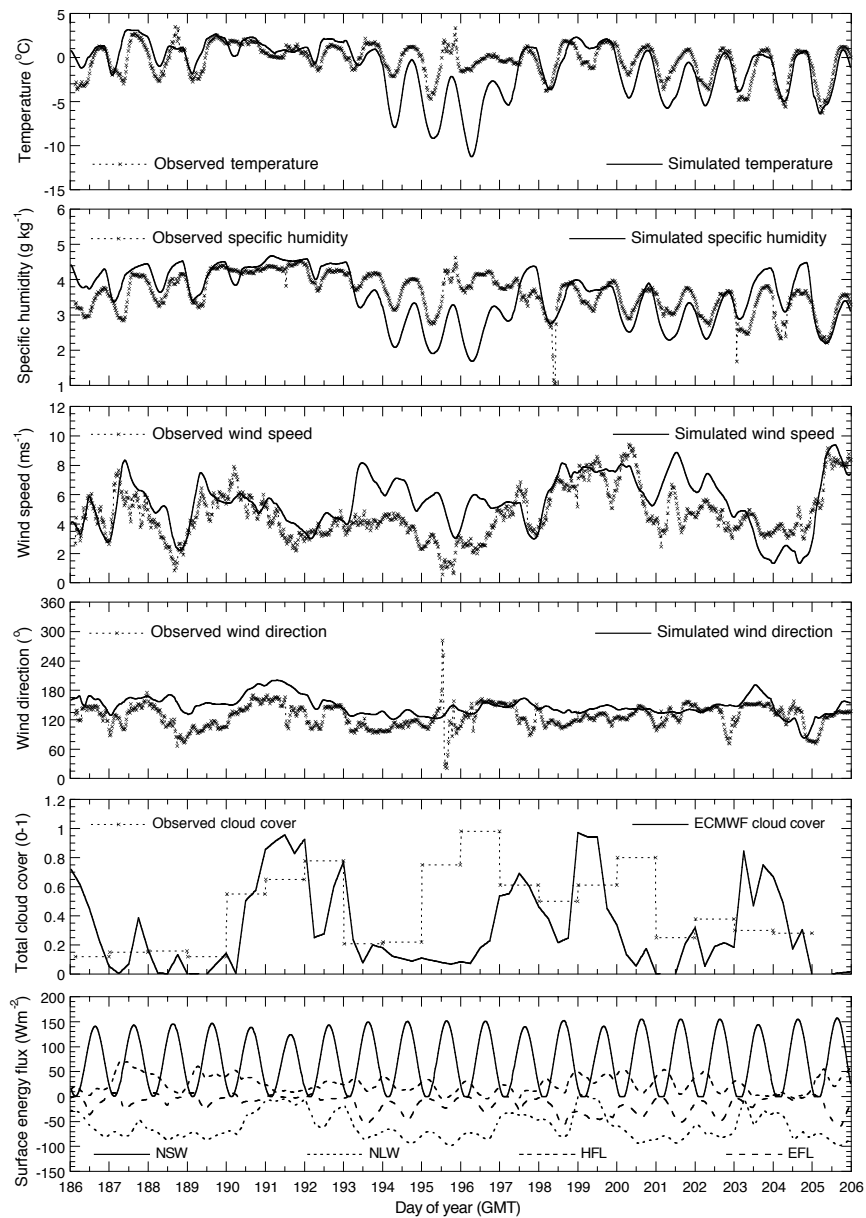 Temperature (°C)
5
0
-5
-10
-15
Observed temperature
Simulated temperature
Specific humidity (g kg-1)
6
5
4
3
2
1
Observed specific humidity
Simulated specific humidity
Wind speed (ms-1)
12
10
8
6
4
2
0
Observed wind speed
Simulated wind speed
Wind direction (°)
360
300
240
180
120
60
0
Observed wind direction
Simulated wind direction
Total cloud cover (0-1)
1.2
1
0.8
0.6
0.4
0.2
0
Observed cloud cover
ECMWF cloud cover
Surface energy flux (Wm-2)
200
150
100
50
0
-50
-100
-150
NSW NLW HFL EFL
186 187 188 189 190 191 192 193 194 195 196 197 198 199 200 201 202 203 204 205 206
Day of year (GMT)